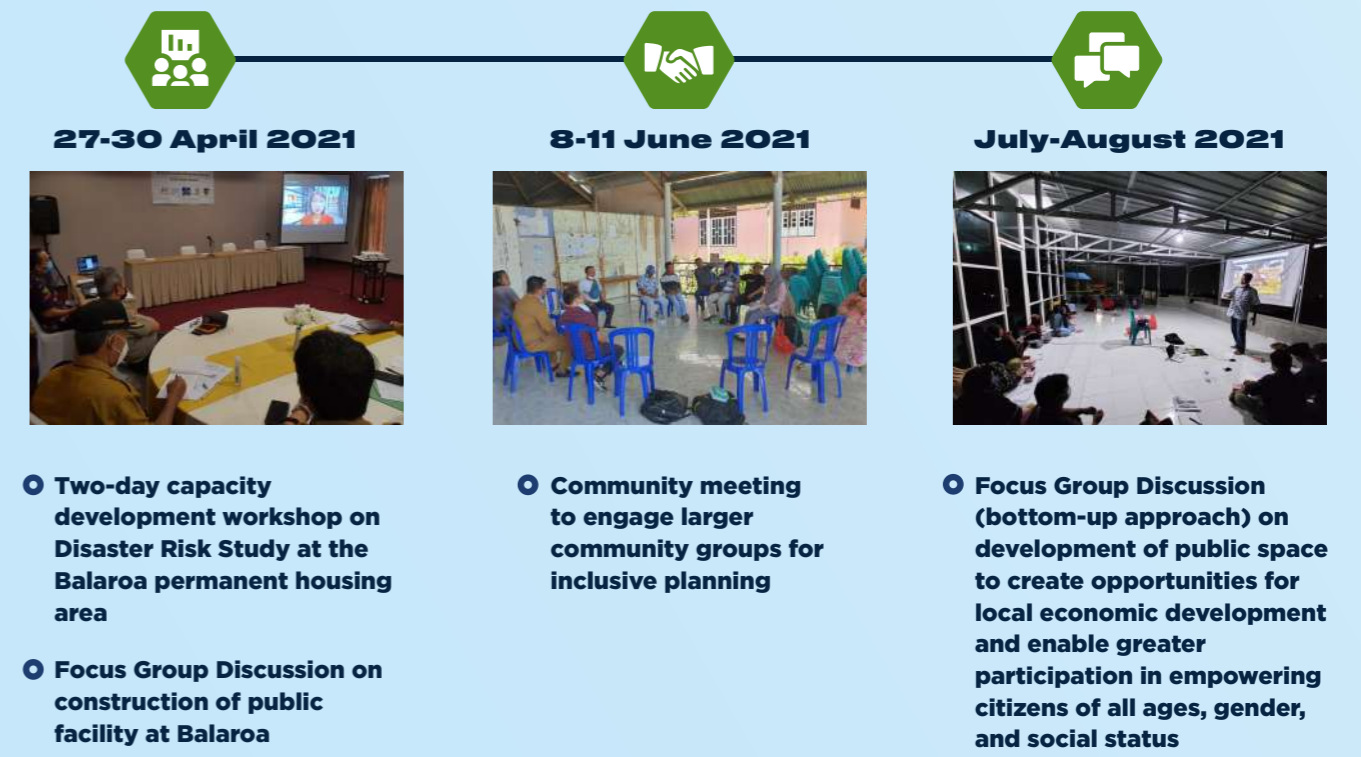 27-30 April 2021
8-11 June 2021
July-August 2021
Two-day capacity
development workshop on
Disaster Risk Study at the
Balaroa permanent housing
area
Focus Group Discussion on
construction of public
facility at Balaroa
Community meeting
to engage larger
community groups for
inclusive planning
Focus Group Discussion
(bottom-up approach) on
development of public space
to create opportunities for
local economic development
and enable greater
participation in empowering
citizens of all ages, gender,
and social status